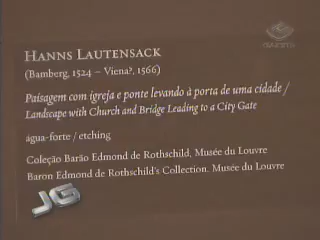 HANNS LAUTENSACK
(Bamberg, 1524 – Viena?, 1566)
Paisagem com igreja e ponte levando à porta de uma cidade /
Landscape with Church and Bridge Leading to a City Gate
água-forte / etching
Coleção Barão Edmond de Rothschild, Musée du Louvre
Baron Edmond de Rothschild's Collection. Musée du Louvre
JG